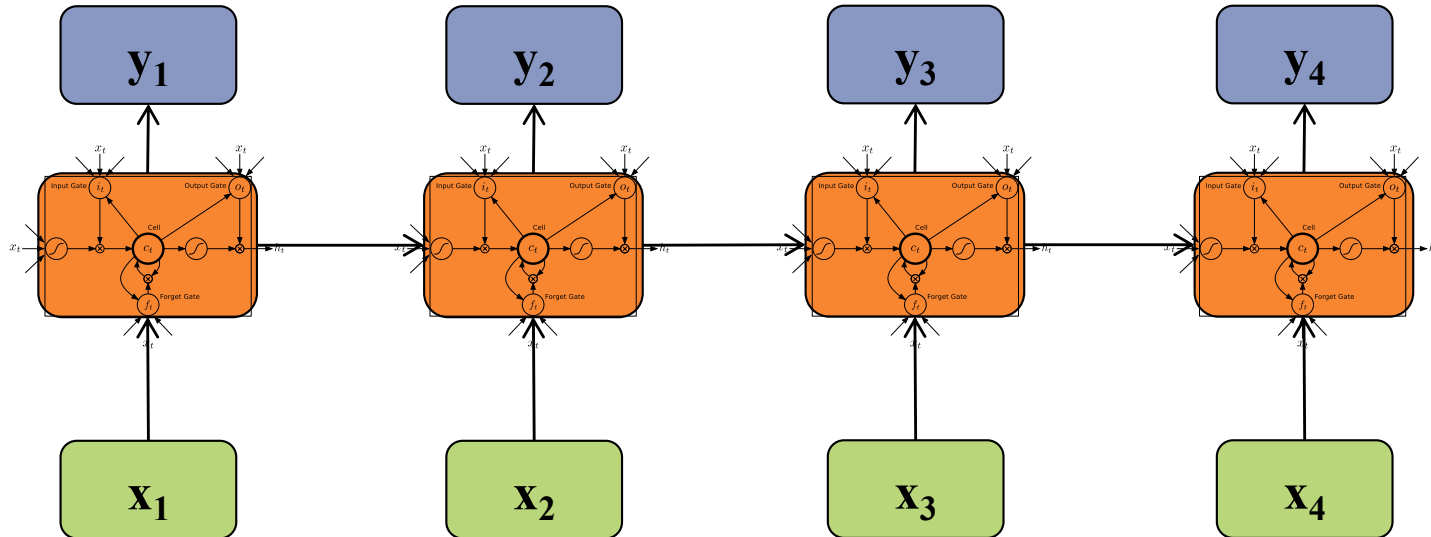 y1 y2 y3 y4
xt xt xt xt xt xt xt xt
Input Gate it Output Gate ot Input Gate it Output Gate ot Input Gate it Output Gate ot Input Gate it Output Gate ot
Cell Cell Cell Cell
xt ct ht xt ct ht xt ct ht xt ct
Forget Gate Forget Gate Forget Gate Forget Gate
ft ft ft ft
xt xt xt xt
x1 x2 x3 x4